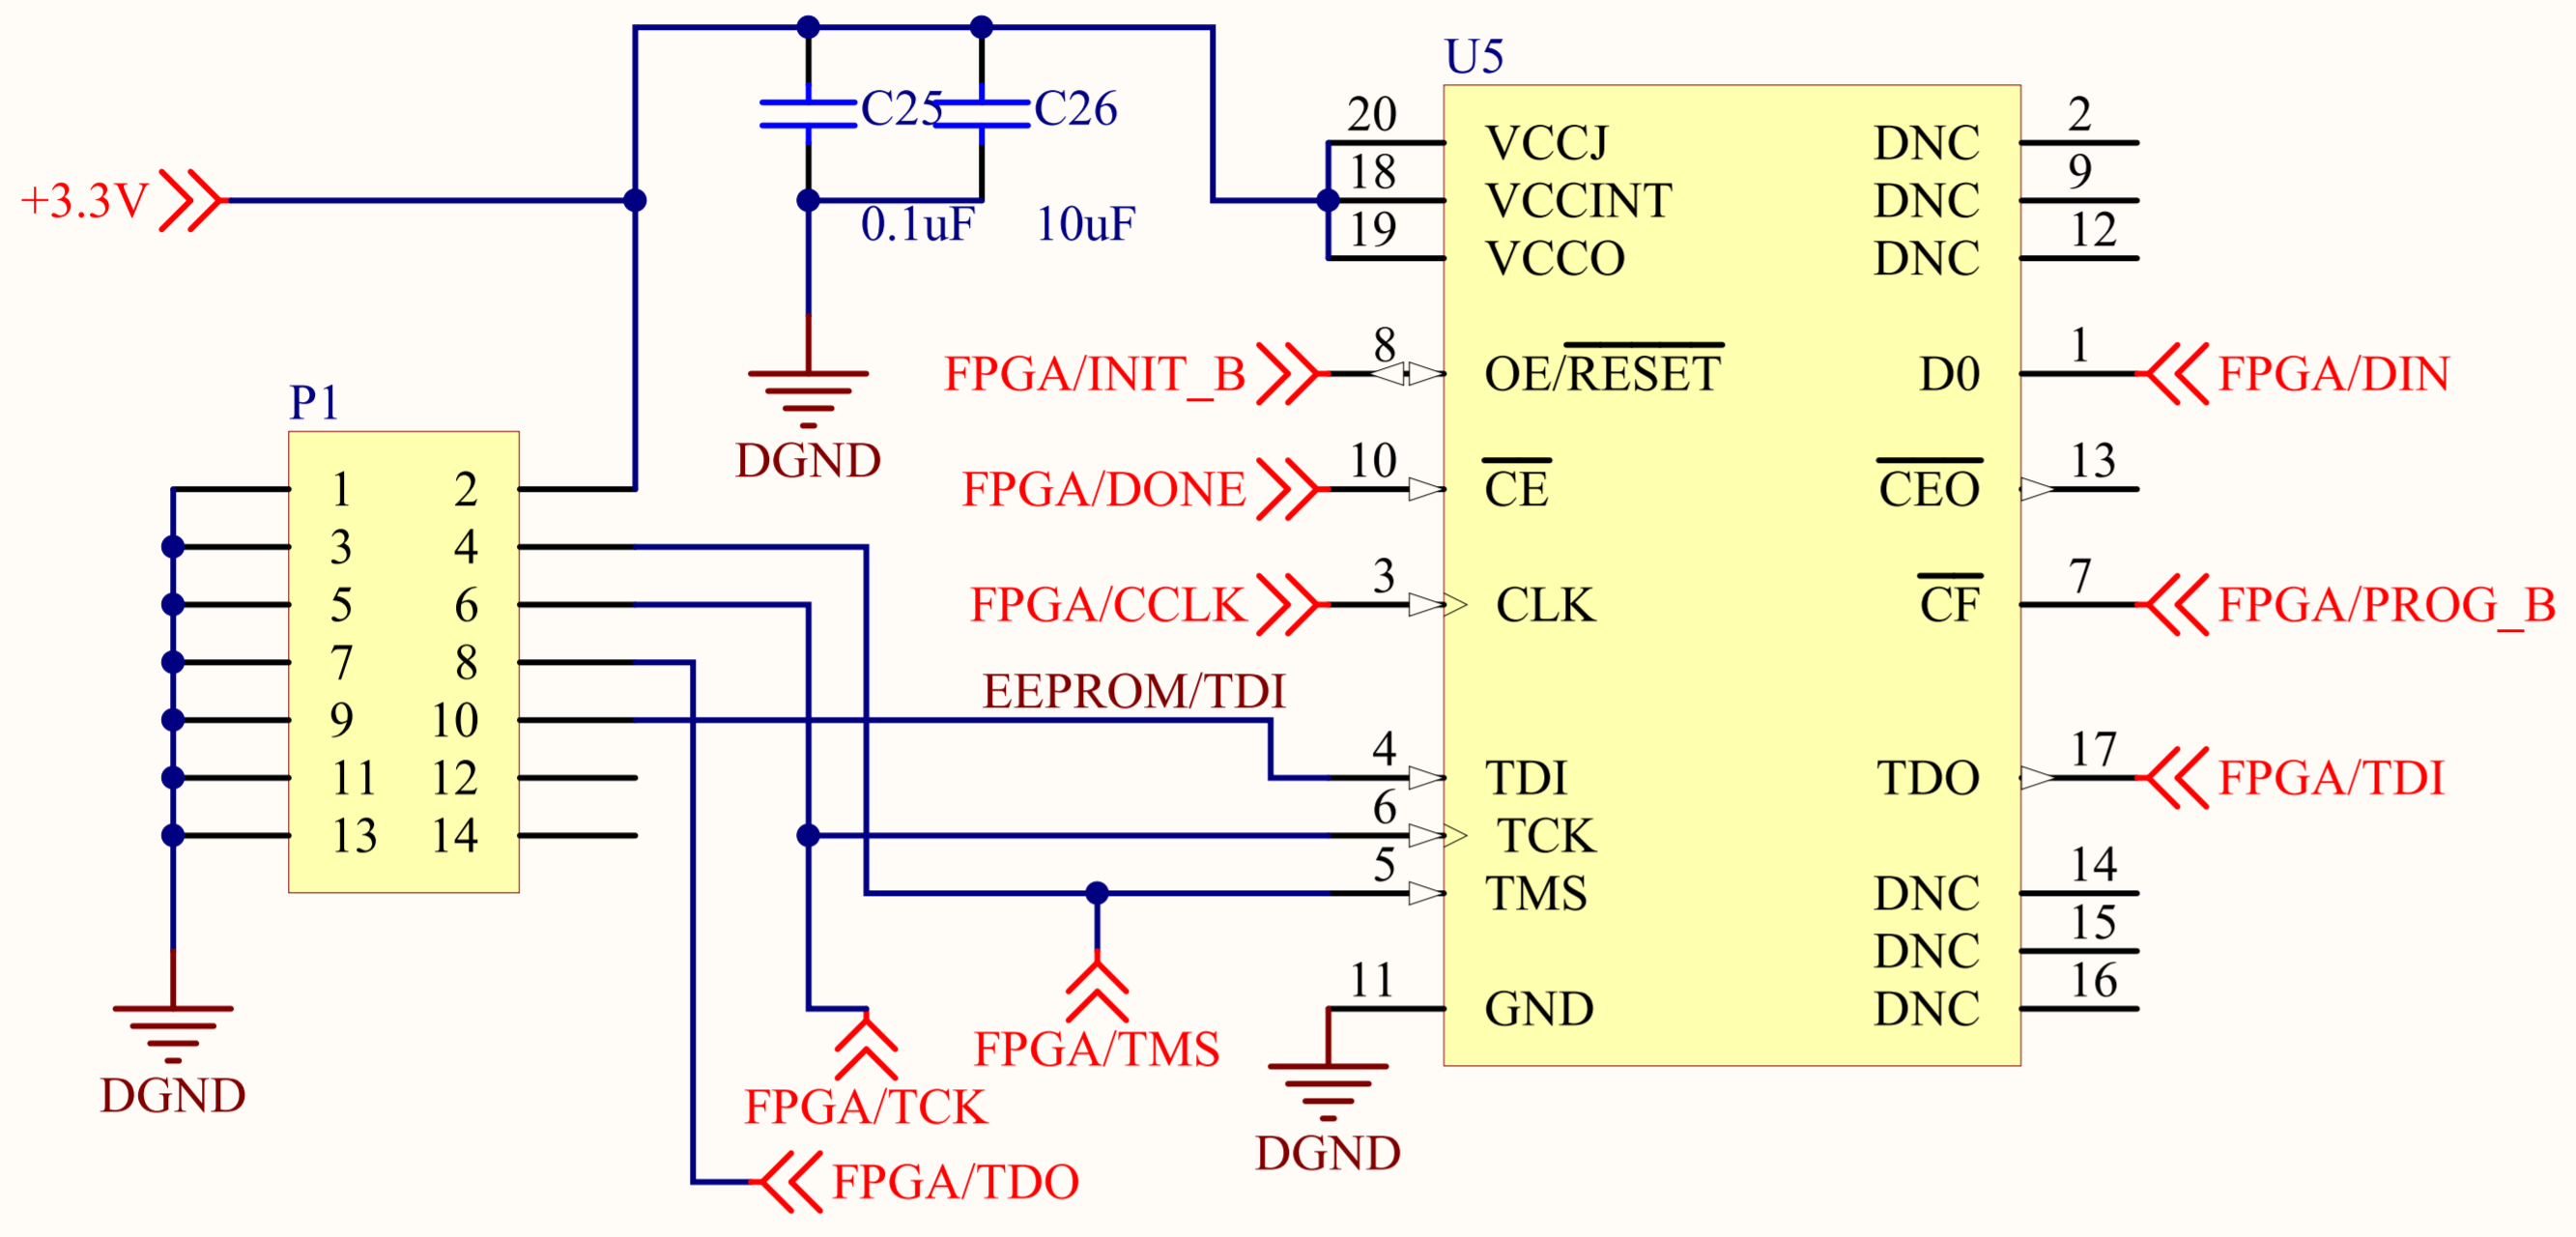 U5
20 VCCJ DNC 2
C25 C26
18 VCCINT DNC 9
+3.3V
0.1uF 10uF
19 VCCO DNC 12
FPGA/INIT_B 8 OE/RESET D0 1 FPGA/DIN
P1
DGND
FPGA/DONE 10 CE CEO 13
1 2
3 4
FPGA/CCLK 3 CLK CF 7 FPGA/PROG_B
5 6
7 8
EEPROM/TDI
9 10
4 TDI TDO 17 FPGA/TDI
11 12
6 TCK
13 14
5 TMS DNC 14
DNC 15
11 GND DNC 16
FPGA/TMS
DGND
FPGA/TCK
DGND
FPGA/TDO